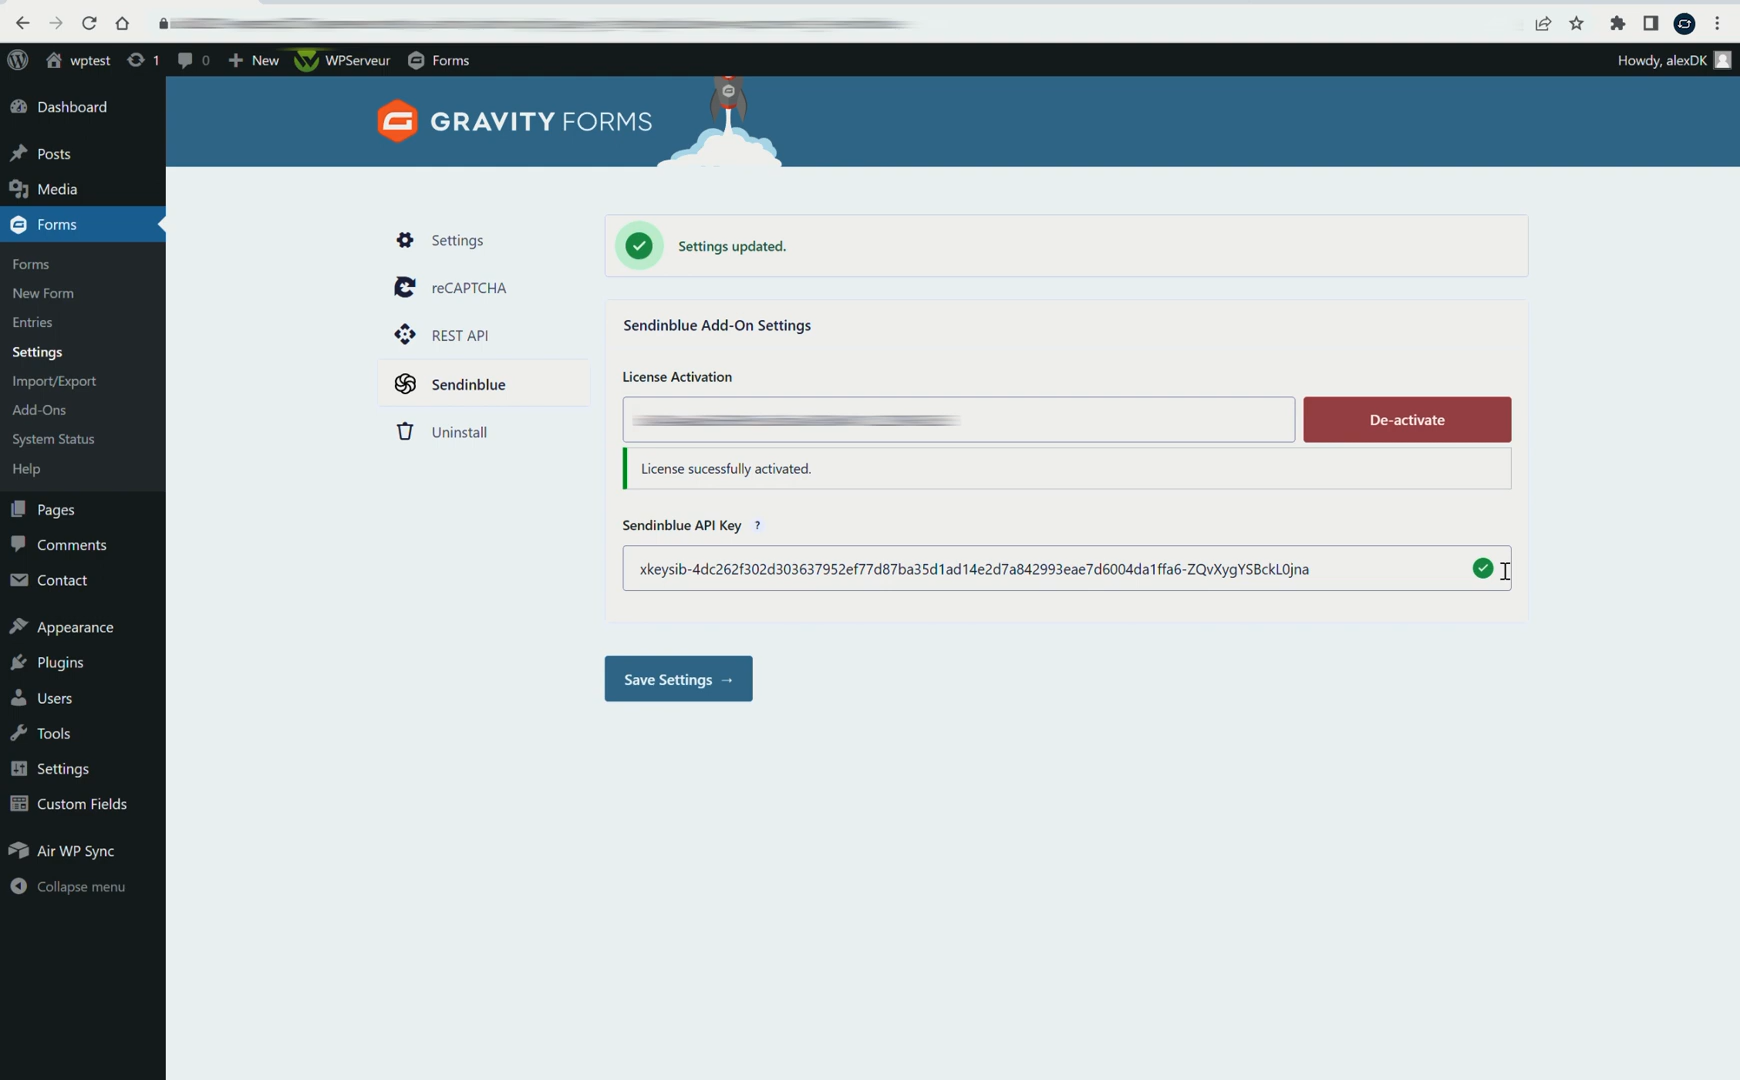 wptest
1
0
New
WPServeur
Forms
Howdy, alexDK
Dashboard
Posts
Media
Forms
Forms
New Form
Entries
Settings
Import/Export
Add-Ons
System Status
Help
Pages
Comments
Contact
Appearance
Plugins
Users
Tools
Settings
Custom Fields
Air WP Sync
Collapse menu
GRAVITY FORMS
Settings
reCAPTCHA
REST API
Sendinblue
Uninstall
Settings updated.
Sendinblue Add-On Settings
License Activation
De-activate
License sucessfully activated.
Sendinblue API Key ?
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
Save Settings →